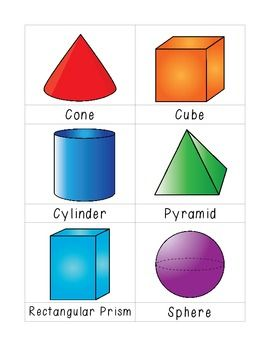 Cone
Cube
Cylinder
Pyramid
Rectangular Prism
Sphere